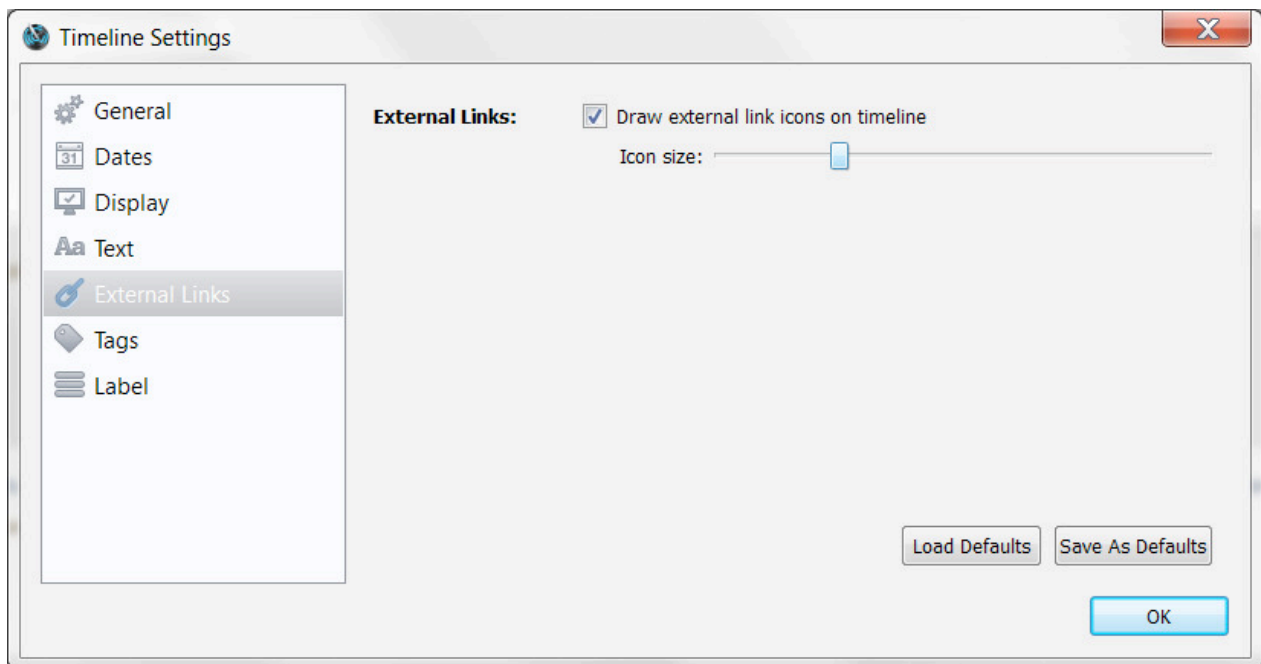 Timeline Settings
General
Dates
31
Display
Aa Text
External Links
Tags
Label
External Links:
Draw external link icons on timeline
Icon size:
Load Defaults
Save As Defaults
OK